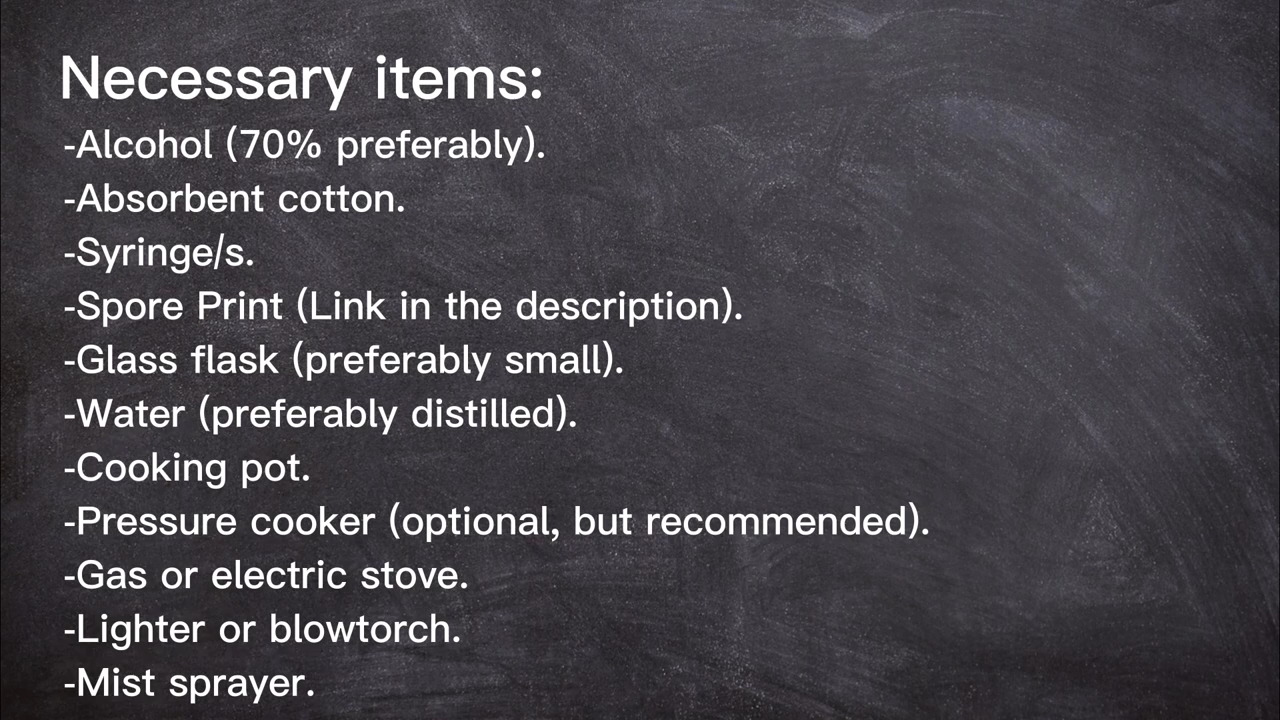 Necessary items:
-Alcohol (70% preferably).
-Absorbent cotton.
-Syringe/s.
-Spore Print (Link in the description).
-Glass flask (preferably small).
-Water (preferably distilled).
-Cooking pot.
-Pressure cooker (optional, but recommended).
-Gas or electric stove.
-Lighter or blowtorch.
-Mist sprayer.